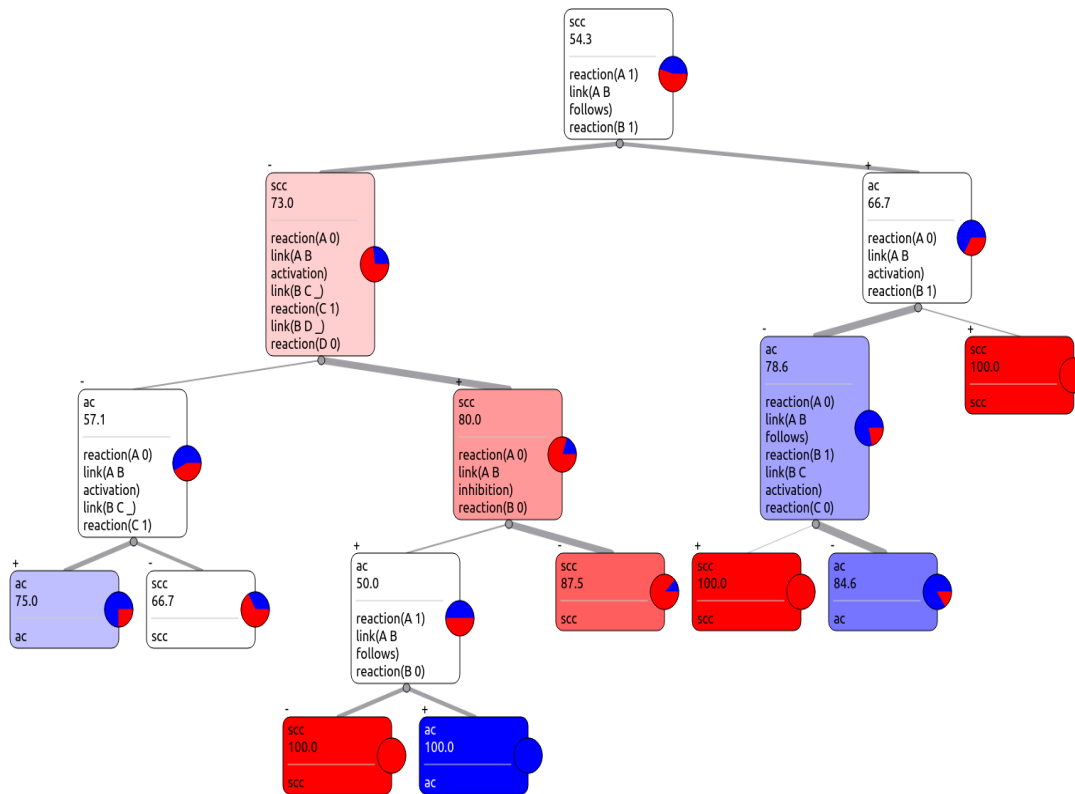 scc
54.3
reaction(A 1)
link(A B
follows)
reaction(B 1)
-
+
scc
73.0
reaction(A 0)
link(A B
activation)
link(B C _)
reaction(C 1)
link(B D _)
reaction(D 0)
ac
66.7
reaction(A 0)
link(A B
activation)
reaction(B 1)
-
+
ac
78.6
reaction(A 0)
link(A B
follows)
reaction(B 1)
link(B C
activation)
reaction(C 0)
scc
100.0
scc
-
+
ac
57.1
reaction(A 0)
link(A B
activation)
link(B C _)
reaction(C 1)
scc
80.0
reaction(A 0)
link(A B
inhibition)
reaction(B 0)
+
-
ac
75.0
ac
scc
66.7
scc
+
-
ac
50.0
reaction(A 1)
link(A B
follows)
reaction(B 0)
scc
87.5
scc
+
-
scc
100.0
scc
ac
84.6
ac
-
+
scc
100.0
scc
ac
100.0
ac